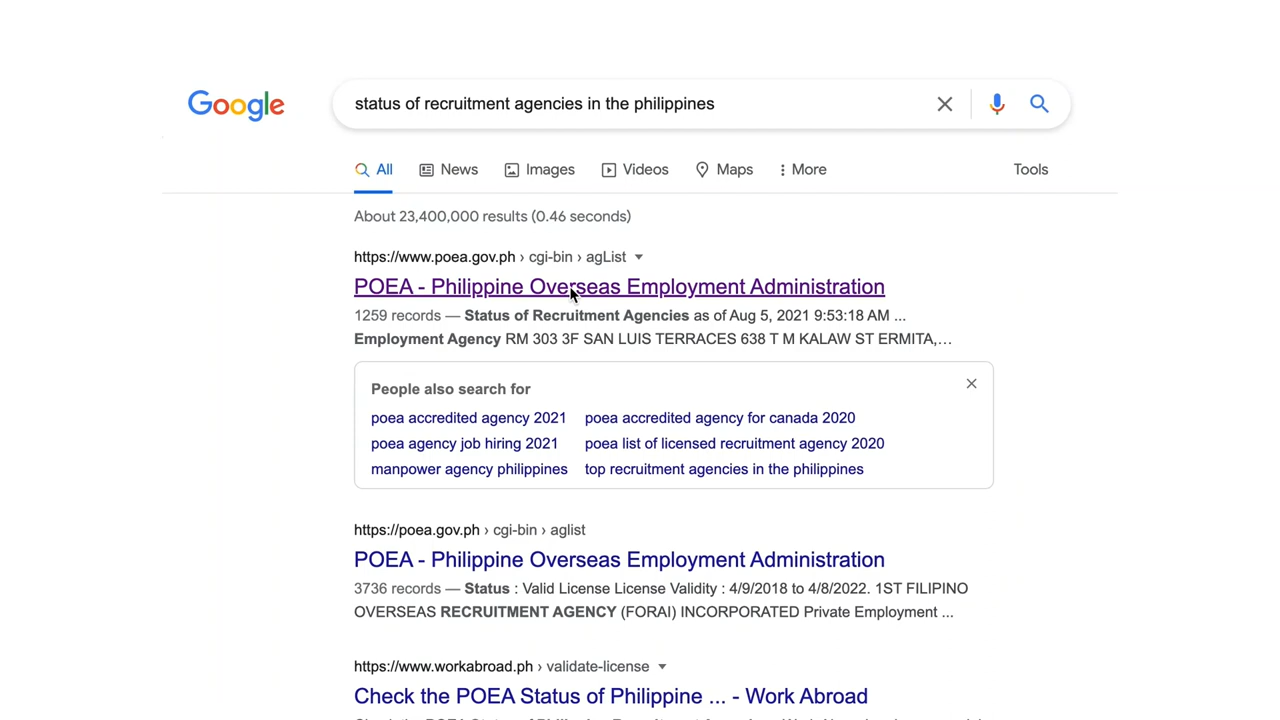 Google
status of recruitment agencies in the philippines
All
News
Images
Videos
Maps
More
Tools
About 23,400,000 results (0.46 seconds)
https://www.poea.gov.ph › cgi-bin › agList
POEA - Philippine Overseas Employment Administration
1259 records — Status of Recruitment Agencies as of Aug 5, 2021 9:53:18 AM ...
Employment Agency RM 303 3F SAN LUIS TERRACES 638 T M KALAW ST ERMITA,...
People also search for
poea accredited agency 2021
poea accredited agency for canada 2020
poea agency job hiring 2021
poea list of licensed recruitment agency 2020
manpower agency philippines
top recruitment agencies in the philippines
https://poea.gov.ph › cgi-bin › aglist
POEA - Philippine Overseas Employment Administration
3736 records — Status : Valid License License Validity : 4/9/2018 to 4/8/2022. 1ST FILIPINO
OVERSEAS RECRUITMENT AGENCY (FORAI) INCORPORATED Private Employment ...
https://www.workabroad.ph › validate-license
Check the POEA Status of Philippine ... - Work Abroad